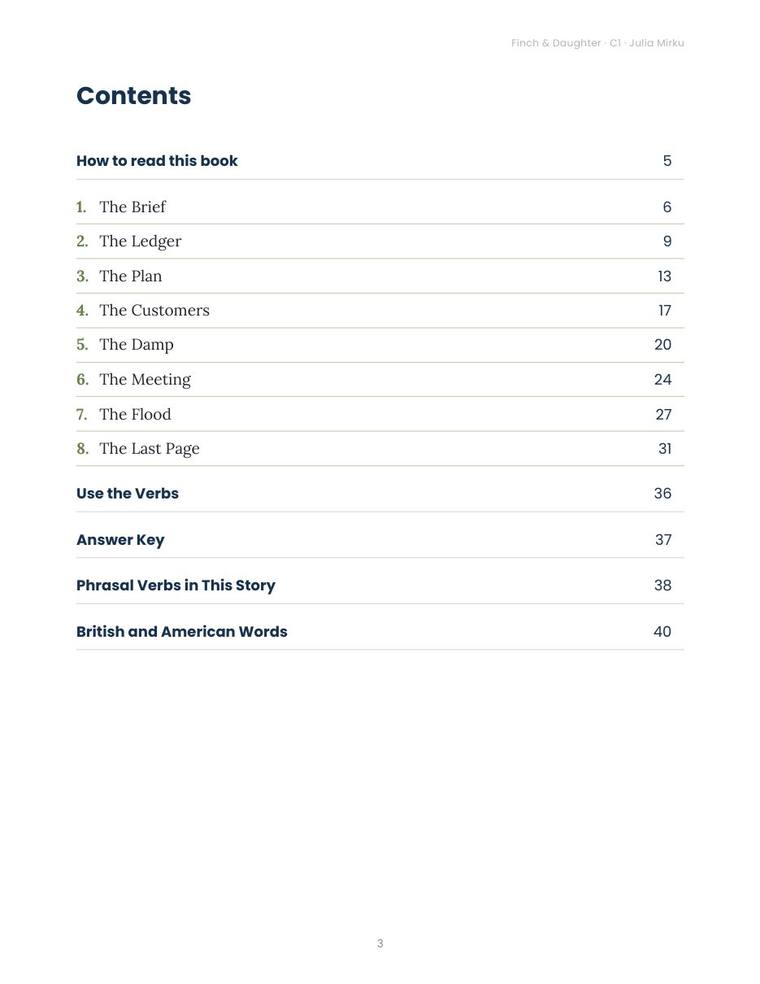 Finch & Daughter · C1 · Julia Mirku
Contents
How to read this book 5
1. The Brief 6
2. The Ledger 9
3. The Plan 13
4. The Customers 17
5. The Damp 20
6. The Meeting 24
7. The Flood 27
8. The Last Page 31
Use the Verbs 36
Answer Key 37
Phrasal Verbs in This Story 38
British and American Words 40
3